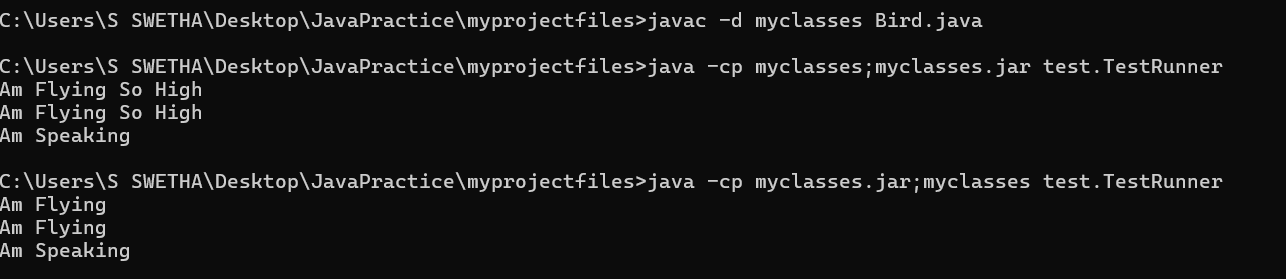 C:\Users\S SWETHA\Desktop\JavaPractice\myprojectfiles>javac -d myclasses Bird.java
C:\Users\S SWETHA\Desktop\JavaPractice\myprojectfiles>java -cp myclasses;myclasses.jar test.TestRunner
Am Flying So High
Am Flying So High
Am Speaking
C:\Users\S SWETHA\Desktop\JavaPractice\myprojectfiles>java -cp myclasses.jar;myclasses test.TestRunner
Am Flying
Am Flying
Am Speaking